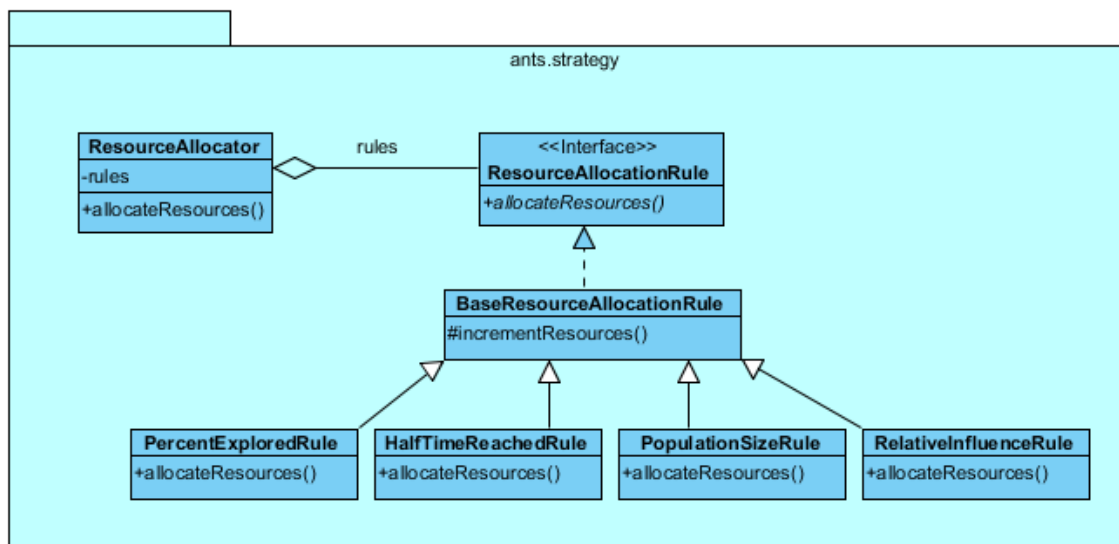 ants.strategy
ResourceAllocator
-rules
+allocateResources()
rules
<<Interface>>
ResourceAllocationRule
+allocateResources()
BaseResourceAllocationRule
#incrementResources()
PercentExploredRule
+allocateResources()
HalfTimeReachedRule
+allocateResources()
PopulationSizeRule
+allocateResources()
RelativeInfluenceRule
+allocateResources()